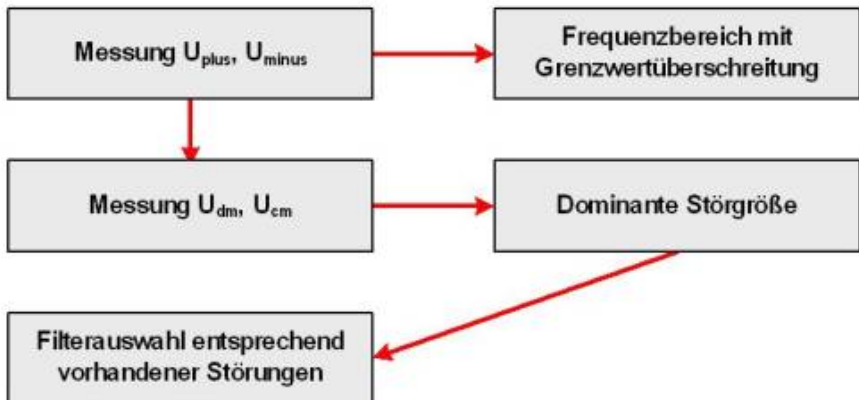 Messung Uplus, Uminus
Frequenzbereich mit
Grenzwertüberschreitung
Messung Udm, Ucm
Dominante Störgröße
Filterauswahl entsprechend
vorhandener Störungen